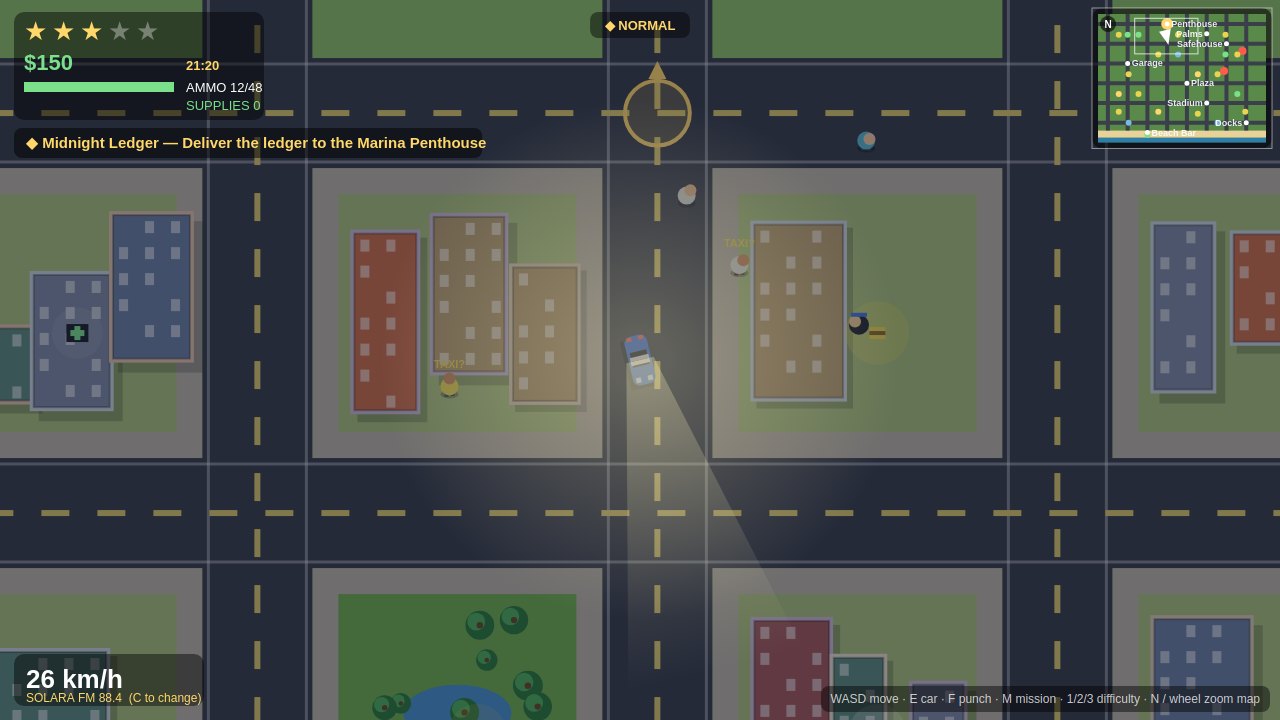 $150
21:20
AMMO 12/48
SUPPLIES 0
◆ Midnight Ledger — Deliver the ledger to the Marina Penthouse
◆ NORMAL
N
Penthouse
Palms
Safehouse
Garage
Plaza
Stadium
Docks
Beach Bar
TAXI?
TAXI?
26 km/h
SOLARA FM 88.4 (C to change)
WASD move · E car · F punch · M mission · 1/2/3 difficulty · N / wheel zoom map